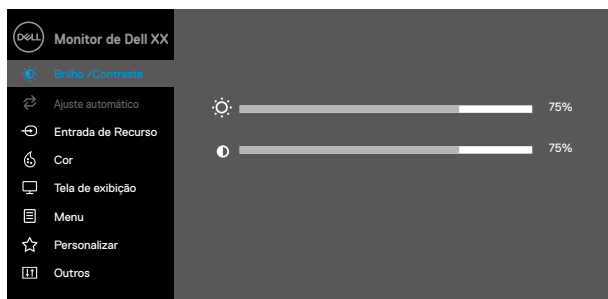 DELL
Monitor de Dell XX
Brilho /Contraste
Ajuste automático
Entrada de Recurso
Cor
Tela de exibição
Menu
Personalizar
Outros
75%
75%